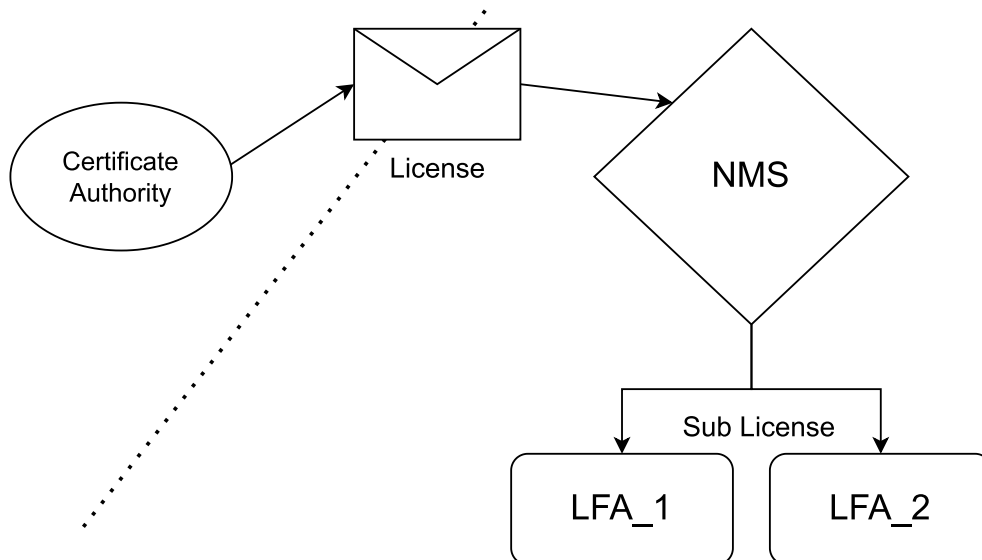 Certificate
Authority
License
NMS
Sub License
LFA_1
LFA_2